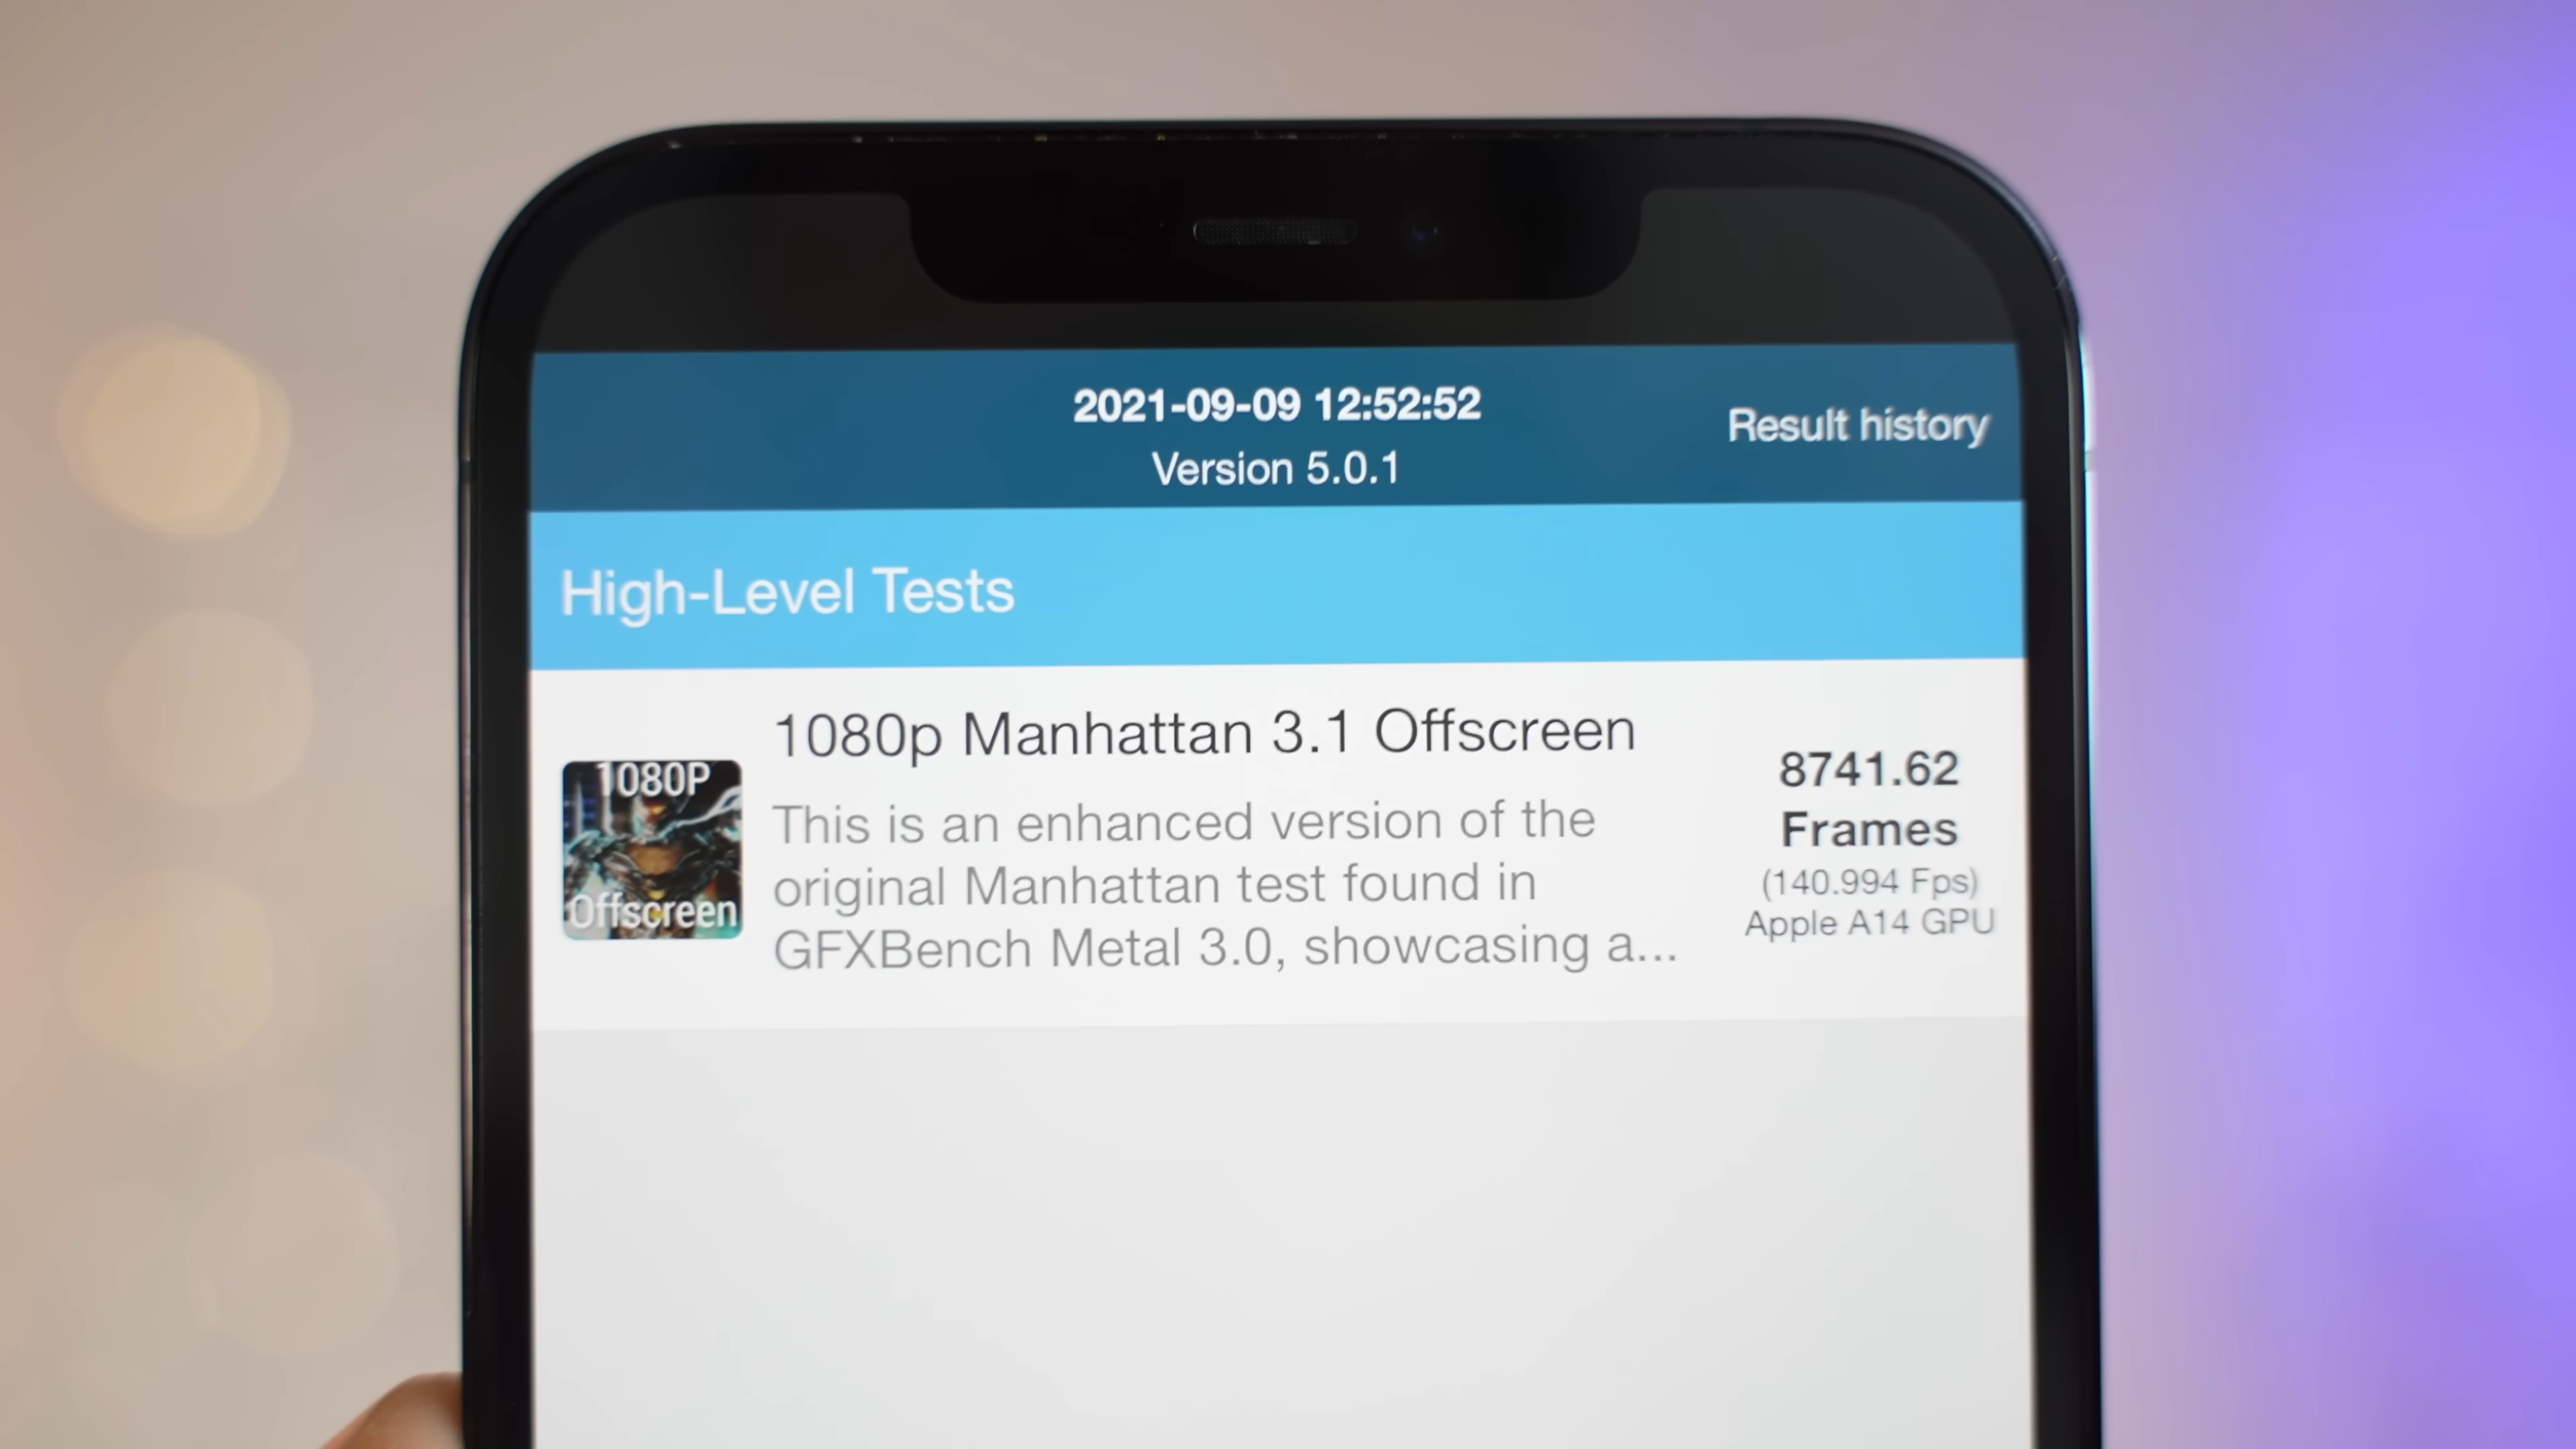 2021-09-09 12:52:52
Version 5.0.1
Result history
High-Level Tests
1080p Manhattan 3.1 Offscreen
1080P
Offscreen
This is an enhanced version of the
original Manhattan test found in
GFXBench Metal 3.0, showcasing a...
8741.62
Frames
(140.994 Fps)
Apple A14 GPU